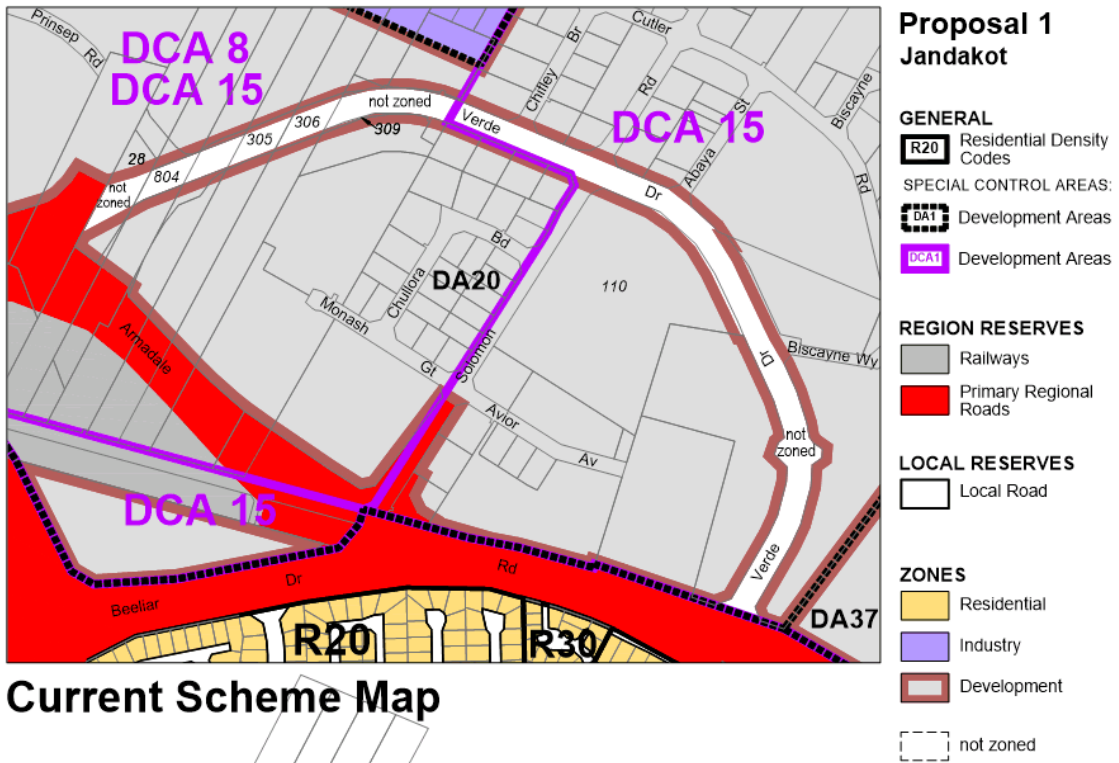 Prinsep
Rd
DCA 8
DCA 15
not zoned
306
305
309
28
804
not
zoned
Verde
Chifley
Br
Cutler
Rd
DCA 15
Abaya
St
Biscayne
Rd
Dr
Bd
DA20
Chullora
Monash
Gt
Solomon
110
Armadale
Avior
Av
Dr
Biscayne Wy
not
zoned
DCA 15
Verde
Beeliar
Dr
Rd
R20
R30
DA37
Current Scheme Map
Proposal 1
Jandakot
GENERAL
R20
Residential Density
Codes
SPECIAL CONTROL AREAS:
DA1
Development Areas
DCA1
Development Areas
REGION RESERVES
Railways
Primary Regional
Roads
LOCAL RESERVES
Local Road
ZONES
Residential
Industry
Development
not zoned